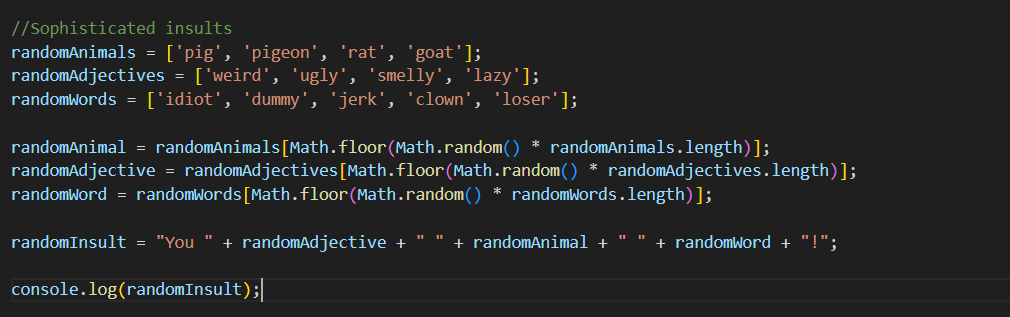 //Sophisticated insults
randomAnimals = ['pig', 'pigeon', 'rat', 'goat'];
randomAdjectives = ['weird', 'ugly', 'smelly', 'lazy'];
randomWords = ['idiot', 'dummy', 'jerk', 'clown', 'loser'];
randomAnimal = randomAnimals[Math.floor(Math.random() * randomAnimals.length)];
randomAdjective = randomAdjectives[Math.floor(Math.random() * randomAdjectives.length)];
randomWord = randomWords[Math.floor(Math.random() * randomWords.length)];
randomInsult = "You " + randomAdjective + " " + randomAnimal + " " + randomWord + "!";
console.log(randomInsult);